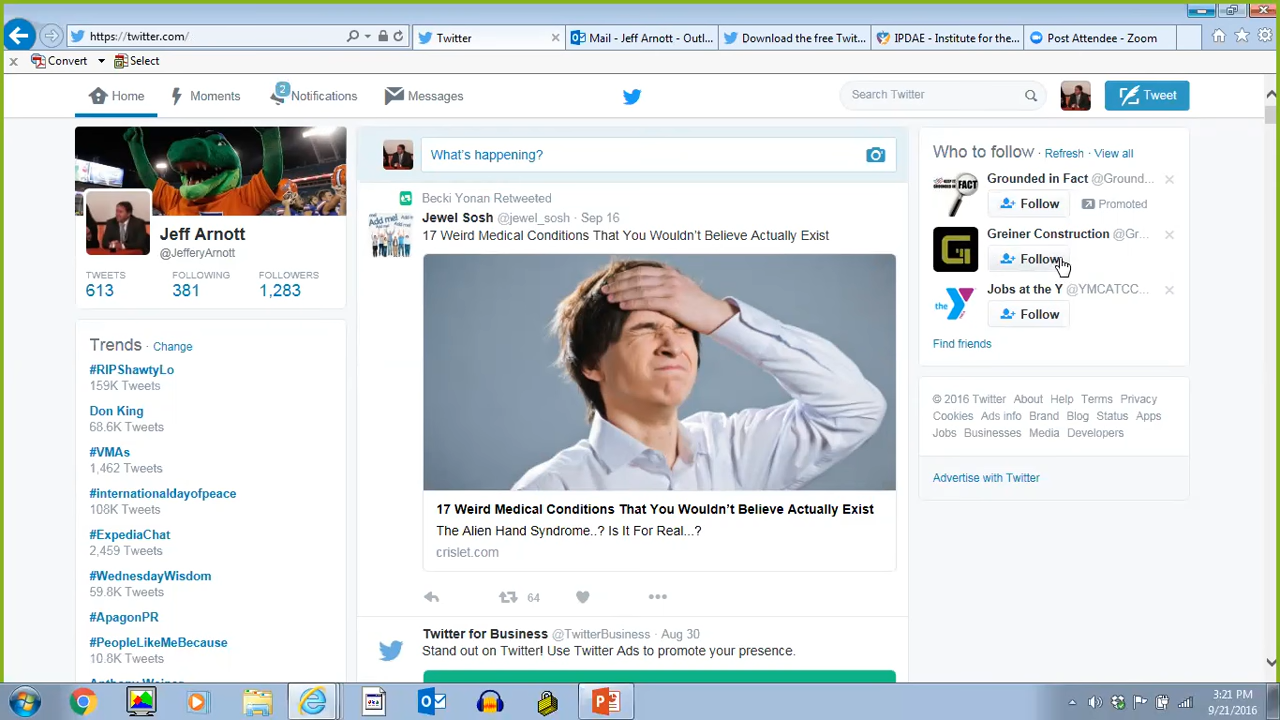 https://twitter.com/
Twitter
Mail - Jeff Arnott - Outl...
Download the free Twit...
IPDAE - Institute for the...
Post Attendee - Zoom
Convert
Select
Home
Moments
2
Notifications
Messages
Search Twitter
Tweet
Jeff Arnott
@JefferyArnott
TWEETS FOLLOWING FOLLOWERS
613 381 1,283
Trends · Change
#RIPShawtyLo
159K Tweets
Don King
68.6K Tweets
#VMAs
1,462 Tweets
#internationaldayofpeace
108K Tweets
#ExpediaChat
2,459 Tweets
#WednesdayWisdom
59.8K Tweets
#ApagonPR
#PeopleLikeMeBecause
10.8K Tweets
What's happening?
Becki Yonan Retweeted
Jewel Sosh @jewel_sosh · Sep 16
17 Weird Medical Conditions That You Wouldn't Believe Actually Exist
Add me!
17 Weird Medical Conditions That You Wouldn't Believe Actually Exist
The Alien Hand Syndrome..? Is It For Real...?
crislet.com
64
Twitter for Business @TwitterBusiness · Aug 30
Stand out on Twitter! Use Twitter Ads to promote your presence.
Who to follow · Refresh · View all
FACT
Grounded in Fact @Ground...
Follow
Promoted
Greiner Construction @Gr...
Follow
the Y
Jobs at the Y @YMCATCC...
Follow
Find friends
© 2016 Twitter About Help Terms Privacy
Cookies Ads info Brand Blog Status Apps
Jobs Businesses Media Developers
Advertise with Twitter
3:21 PM
9/21/2016